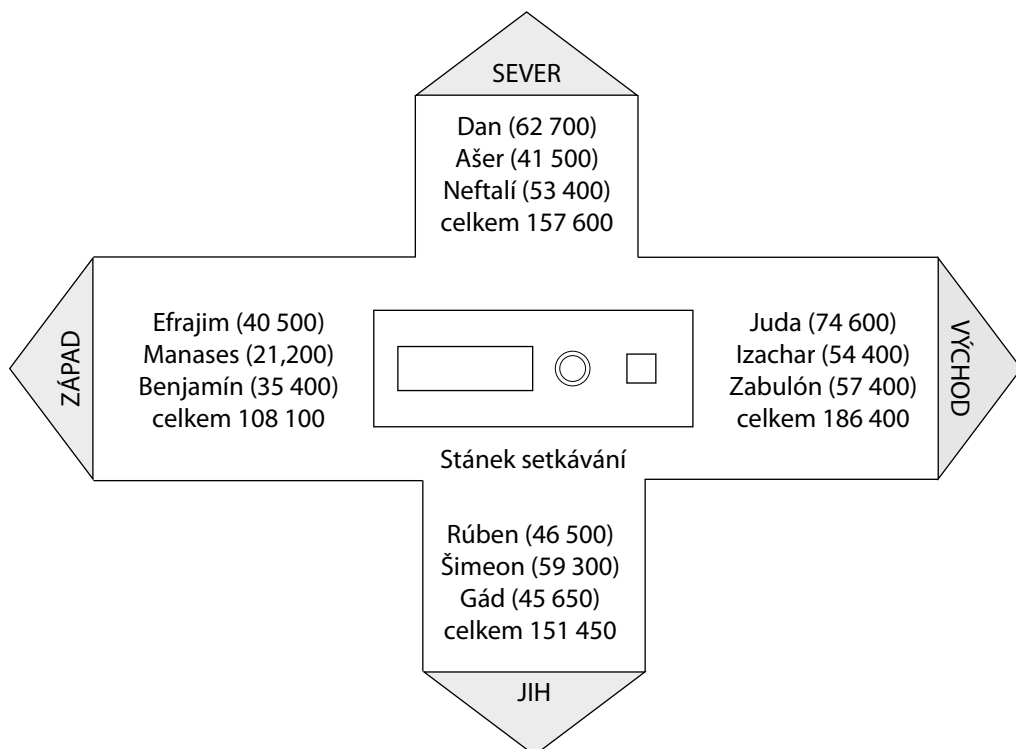 SEVER
Dan (62 700)
Ašer (41 500)
Neftalí (53 400)
celkem 157 600
ZÁPAD
Efrajim (40 500)
Manases (21,200)
Benjamín (35 400)
celkem 108 100
Juda (74 600)
Izachar (54 400)
Zabulón (57 400)
celkem 186 400
VÝCHOD
Stánek setkávání
Rúben (46 500)
Šimeon (59 300)
Gád (45 650)
celkem 151 450
JIH